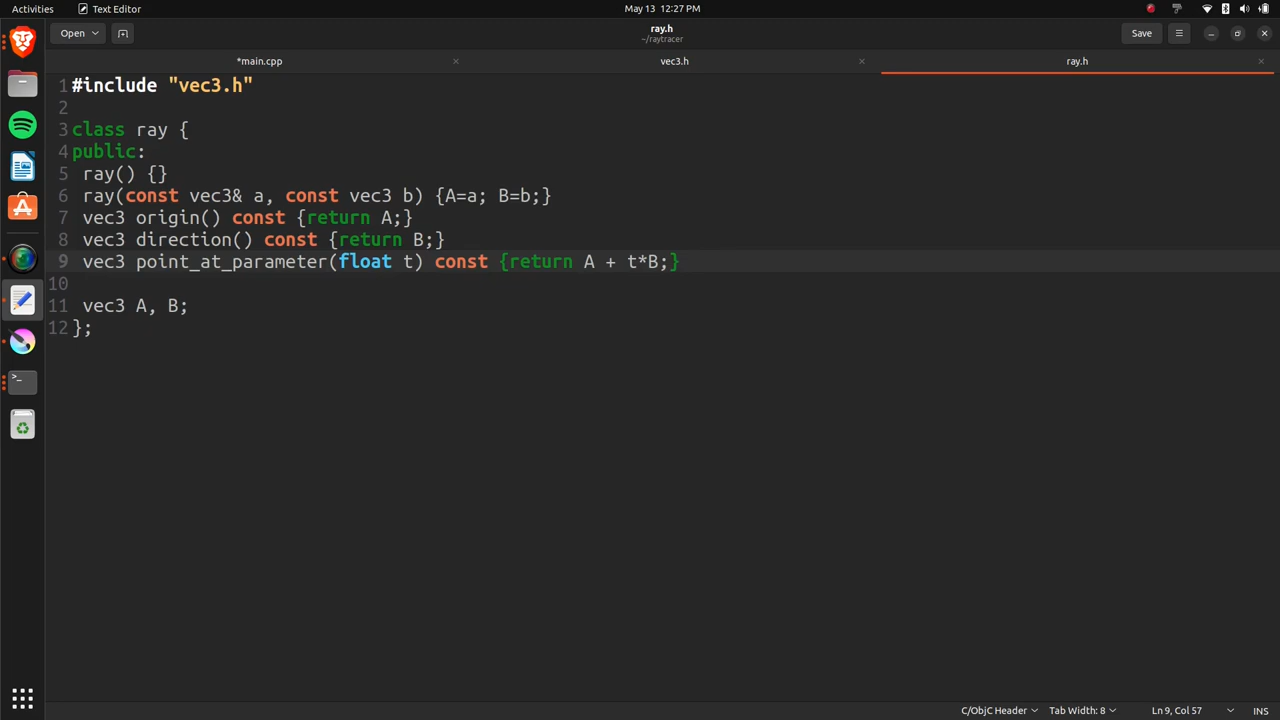 Activities Text Editor May 13 12:27 PM
Open ray.h Save
~/raytracer
*main.cpp vec3.h ray.h
1 #include "vec3.h"
2
3 class ray {
4 public:
5 ray() {}
6 ray(const vec3& a, const vec3 b) {A=a; B=b;}
7 vec3 origin() const {return A;}
8 vec3 direction() const {return B;}
9 vec3 point_at_parameter(float t) const {return A + t*B;}
10
11 vec3 A, B;
12 };
C/ObjC Header Tab Width: 8 Ln 9, Col 57 INS